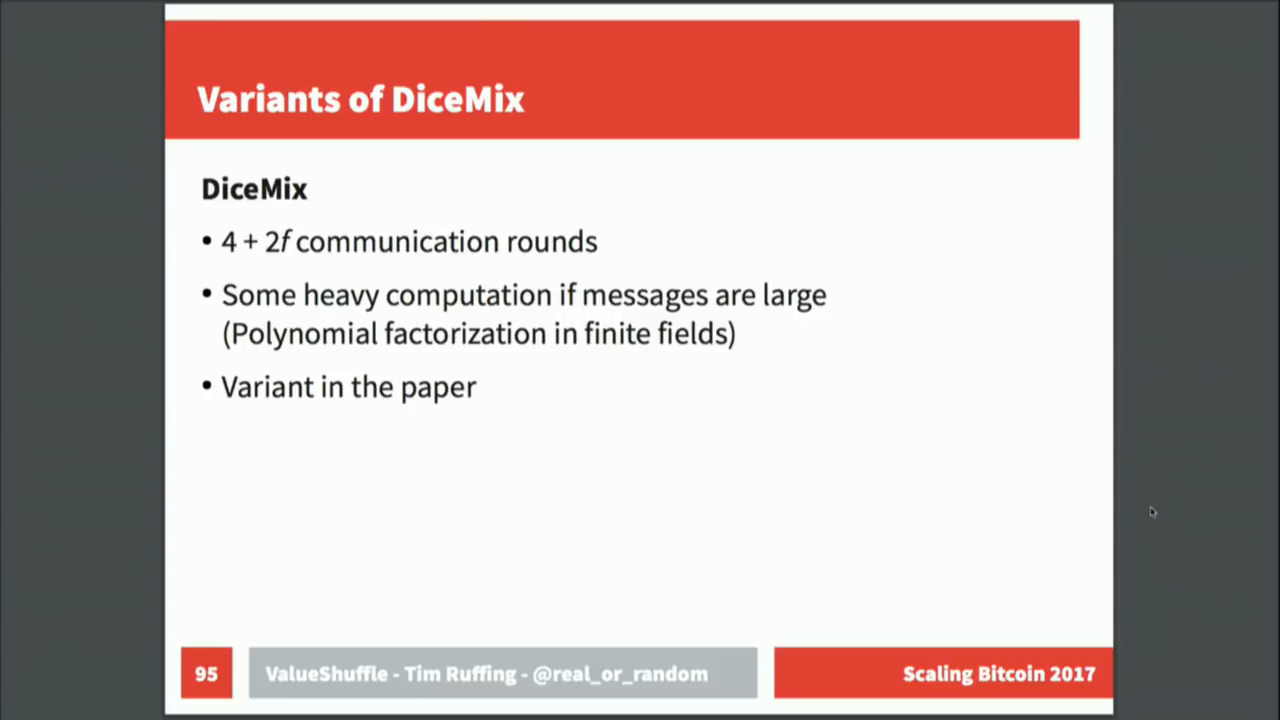 Variants of DiceMix
DiceMix
• 4 + 2f communication rounds
• Some heavy computation if messages are large
(Polynomial factorization in finite fields)
• Variant in the paper
95
ValueShuffle - Tim Ruffing - @real_or_random
Scaling Bitcoin 2017